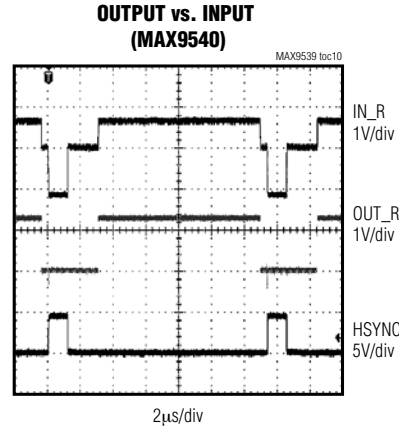 OUTPUT vs. INPUT
(MAX9540)
MAX9539 toc10
IN_R
1V/div
OUT_R
1V/div
HSYNC
5V/div
2μs/div